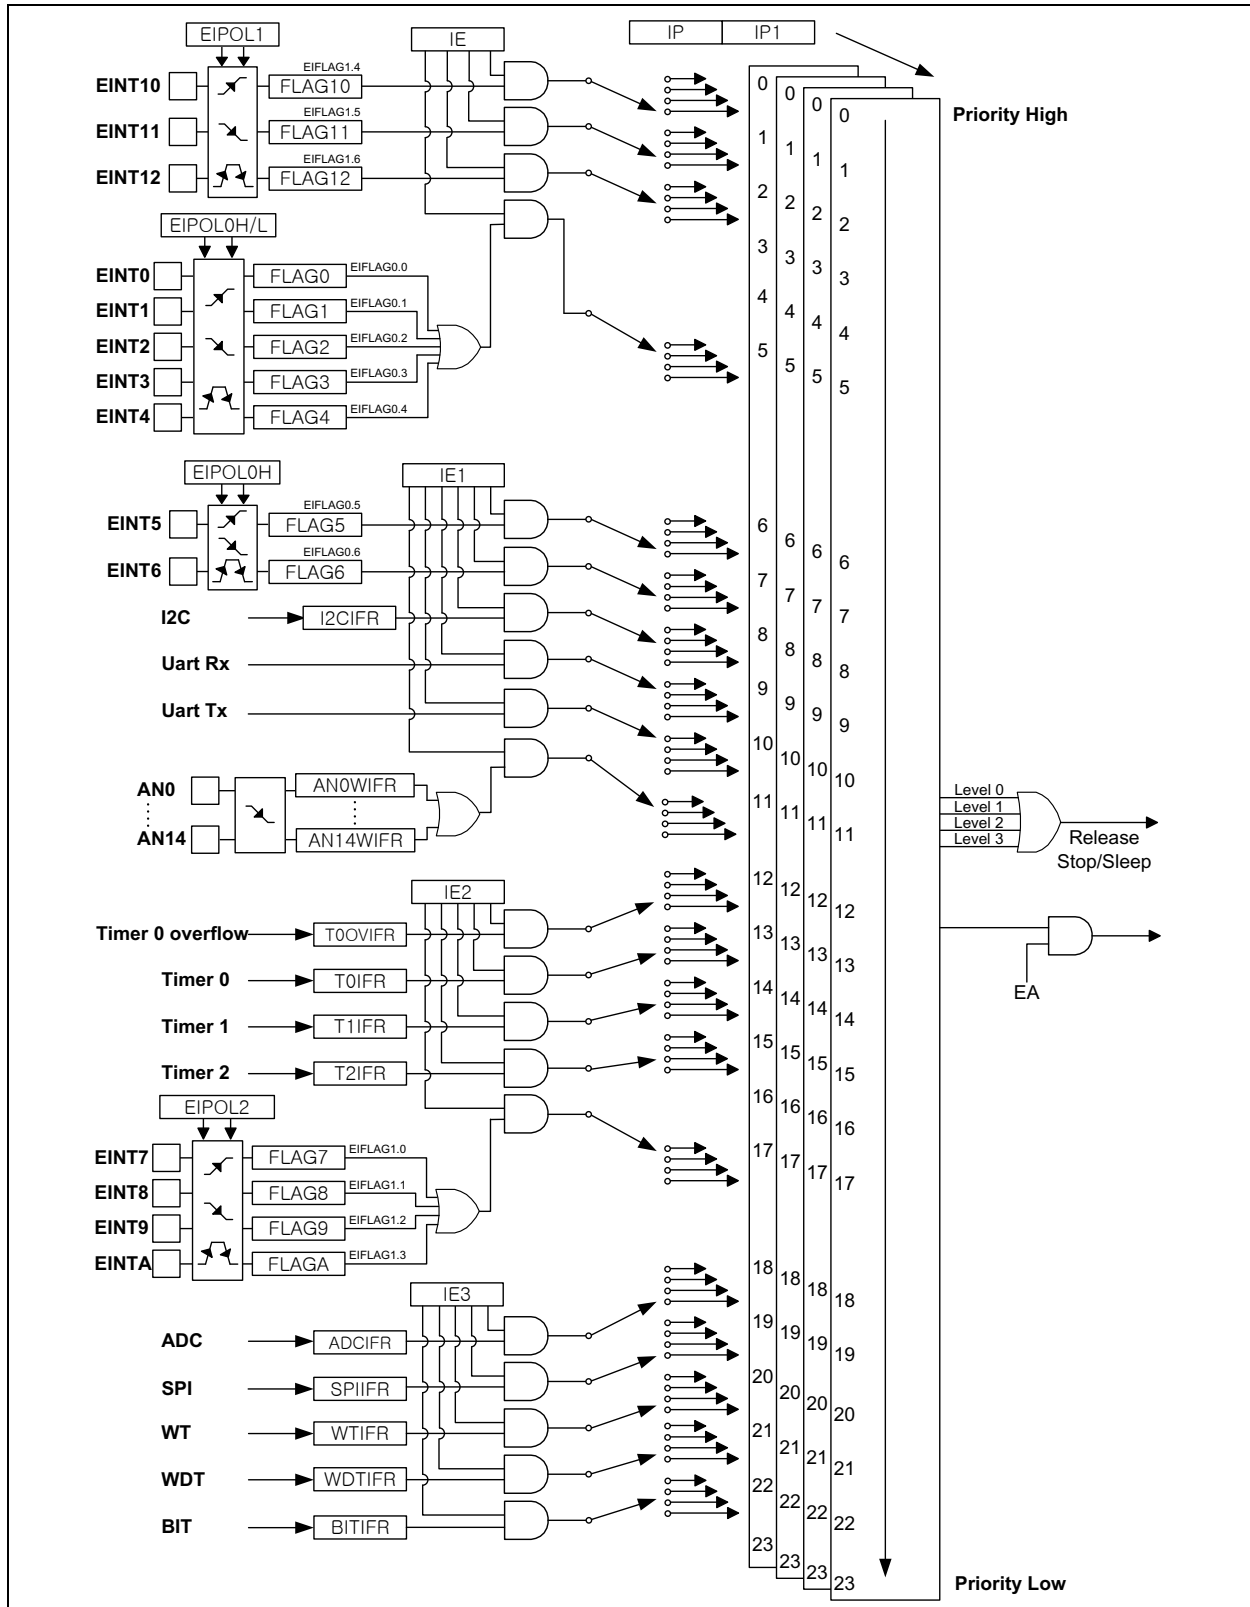 EIPOL1
IE
IP IP1
EINT10
EIFLAG1.4
FLAG10
EINT11
EIFLAG1.5
FLAG11
EINT12
EIFLAG1.6
FLAG12
Priority High
EIPOL0H/L
EINT0
FLAG0
EIFLAG0.0
EINT1
FLAG1
EIFLAG0.1
EINT2
FLAG2
EIFLAG0.2
EINT3
FLAG3
EIFLAG0.3
EINT4
FLAG4
EIFLAG0.4
0 0 0 0
1 1 1 1
2 2 2 2
3 3 3 3
4 4 4 4
5 5 5 5
EIPOL0H
IE1
EINT5
EIFLAG0.5
FLAG5
EINT6
EIFLAG0.6
FLAG6
I2C
I2CIFR
Uart Rx
Uart Tx
AN0
AN0WIFR
AN14
AN14WIFR
6 6 6 6
7 7 7 7
8 8 8 8
9 9 9 9
10 10 10 10
11 11 11 11
Level 0
Level 1
Level 2
Level 3
Release
Stop/Sleep
IE2
Timer 0 overflow
T0OVIFR
Timer 0
T0IFR
Timer 1
T1IFR
Timer 2
T2IFR
EA
EIPOL2
EINT7
FLAG7
EIFLAG1.0
EINT8
FLAG8
EIFLAG1.1
EINT9
FLAG9
EIFLAG1.2
EINTA
FLAGA
EIFLAG1.3
12 12 12 12
13 13 13 13
14 14 14 14
15 15 15 15
16 16 16 16
17 17 17 17
IE3
ADC
ADCIFR
SPI
SPIIFR
WT
WTIFR
WDT
WDTIFR
BIT
BITIFR
18 18 18 18
19 19 19 19
20 20 20 20
21 21 21 21
22 22 22 22
23 23 23 23
Priority Low